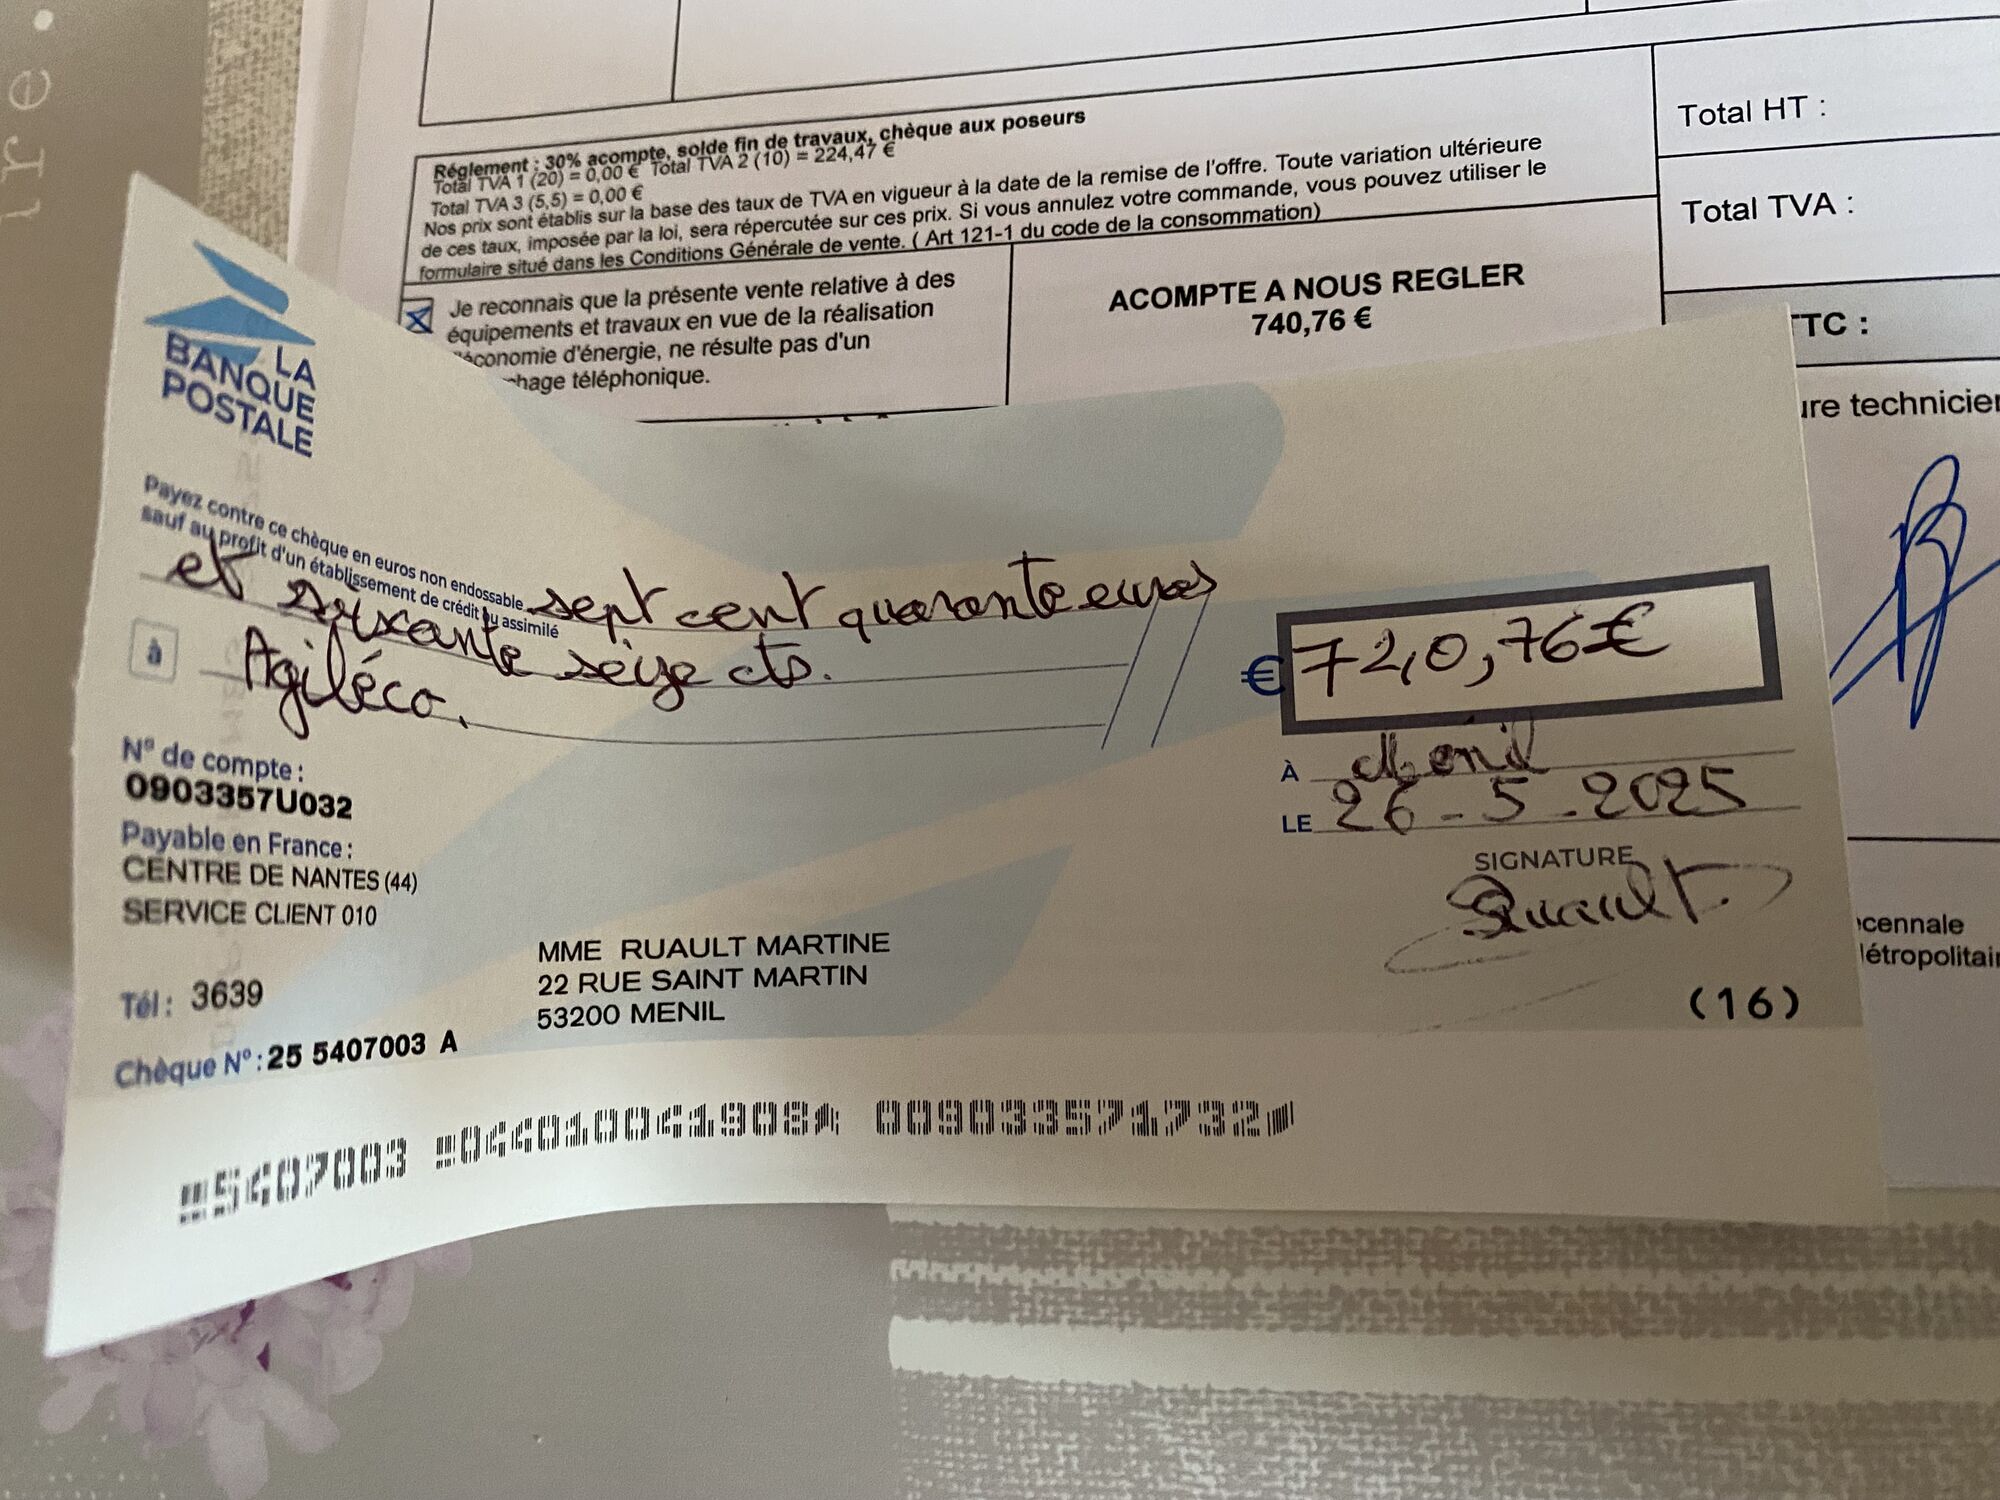 Réglement : 30% acompte, solde fin de travaux, chèque aux poseurs
Total TVA 1 (20) = 0,00 € Total TVA 2 (10) = 224,47 €
Total TVA 3 (5,5) = 0,00 €
Nos prix sont établis sur la base des taux de TVA en vigueur à la date de la remise de l'offre. Toute variation ultérieure
de ces taux, imposée par la loi, sera répercutée sur ces prix. Si vous annulez votre commande, vous pouvez utiliser le
formulaire situé dans les Conditions Générale de vente. ( Art 121-1 du code de la consommation)
Total HT :
Total TVA :
TTC :
Je reconnais que la présente vente relative à des
équipements et travaux en vue de la réalisation
économie d'énergie, ne résulte pas d'un
hage téléphonique.
ACOMPTE A NOUS REGLER
740,76 €
ure technicien
LA
BANQUE
POSTALE
Payez contre ce chèque en euros non endossable
sauf au profit d'un établissement de crédit ou assimilé
sept cent quarante euros
et soixante seize cts.
à Agiléco.
€ 740,76 €
À Ménil
LE 26 - 5 - 2025
SIGNATURE
Ruault
N° de compte :
0903357U032
Payable en France :
CENTRE DE NANTES (44)
SERVICE CLIENT 010
Tél : 3639
MME RUAULT MARTINE
22 RUE SAINT MARTIN
53200 MENIL
(16)
Chèque N° : 25 5407003 A
5407003 044010041908 009033571732
cennale
létropolitain
ire.